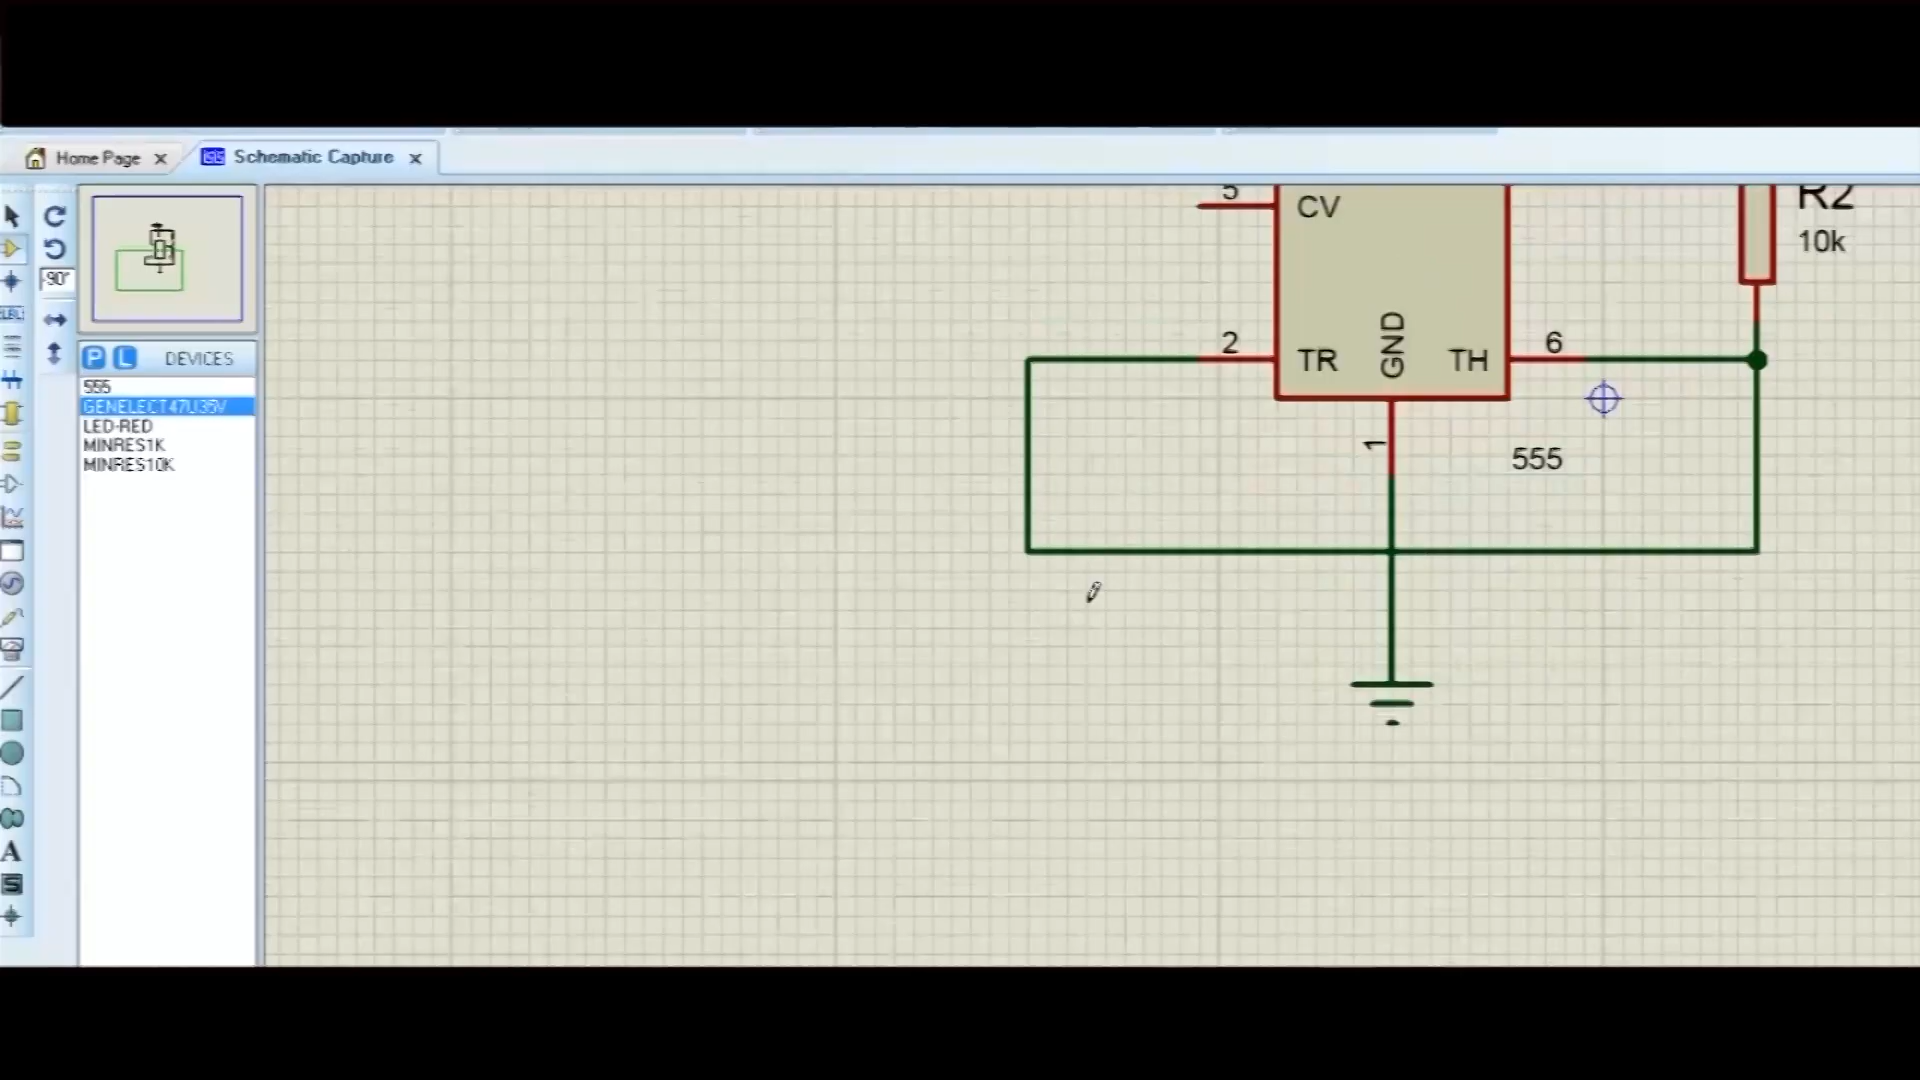 Home Page
Schematic Capture
-90°
LBL
P L DEVICES
555
GENELECT47U35V
LED-RED
MINRES1K
MINRES10K
A
S
5
CV
R2
10k
2
TR
GND
TH
6
1
555